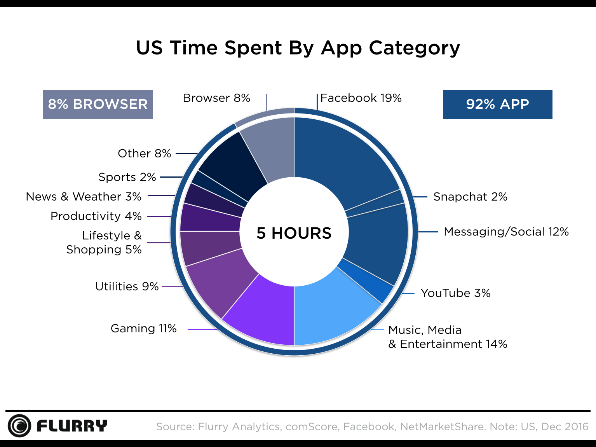 US Time Spent By App Category
8% BROWSER
Browser 8%
Facebook 19%
92% APP
Other 8%
Sports 2%
News & Weather 3%
Productivity 4%
Lifestyle &
Shopping 5%
Utilities 9%
Gaming 11%
5 HOURS
Snapchat 2%
Messaging/Social 12%
YouTube 3%
Music, Media
& Entertainment 14%
FLURRY
Source: Flurry Analytics, comScore, Facebook, NetMarketShare. Note: US, Dec 2016